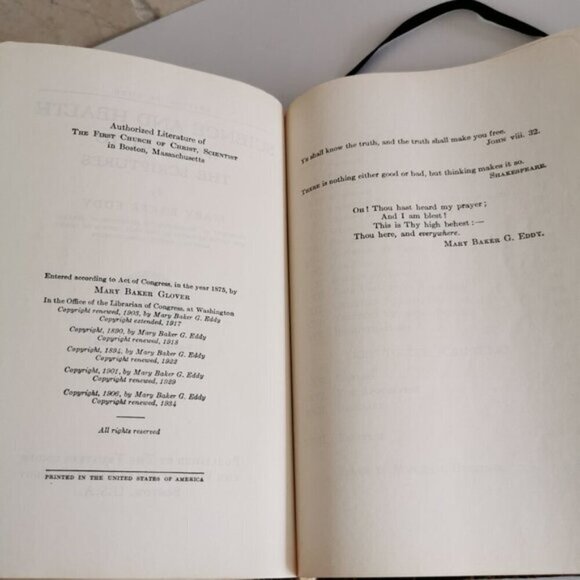 Authorized Literature of
THE FIRST CHURCH OF CHRIST, SCIENTIST
in Boston, Massachusetts
Entered according to Act of Congress, in the year 1875, by
MARY BAKER GLOVER
In the Office of the Librarian of Congress, at Washington
Copyright renewed, 1903, by Mary Baker G. Eddy
Copyright extended, 1917
Copyright, 1890, by Mary Baker G. Eddy
Copyright renewed, 1918
Copyright, 1894, by Mary Baker G. Eddy
Copyright renewed, 1922
Copyright, 1901, by Mary Baker G. Eddy
Copyright renewed, 1929
Copyright, 1906, by Mary Baker G. Eddy
Copyright renewed, 1934
All rights reserved
PRINTED IN THE UNITED STATES OF AMERICA
Ye shall know the truth, and the truth shall make you free.
JOHN viii. 32.
THERE is nothing either good or bad, but thinking makes it so.
SHAKESPEARE.
OH! Thou hast heard my prayer;
And I am blest!
This is Thy high behest:—
Thou here, and everywhere.
MARY BAKER G. EDDY.